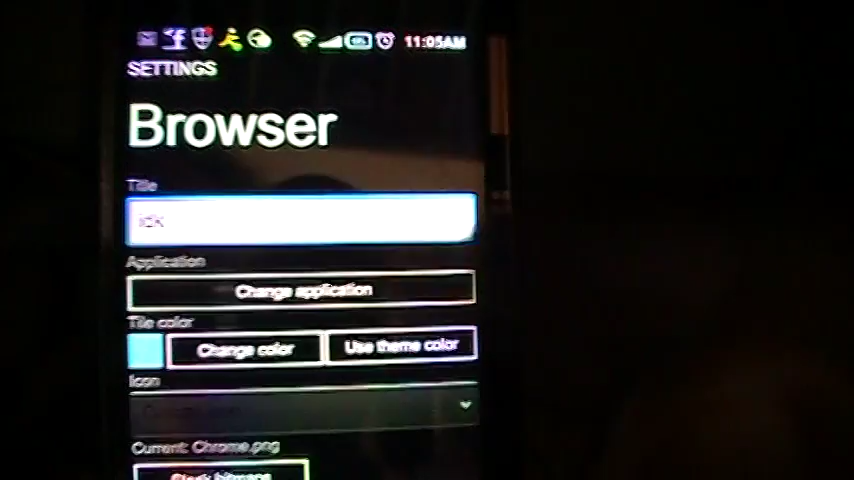 11:05AM
SETTINGS
Browser
Title
idk
Application
Change application
Tile color
Change color Use theme color
Icon
Current: Chrome.png